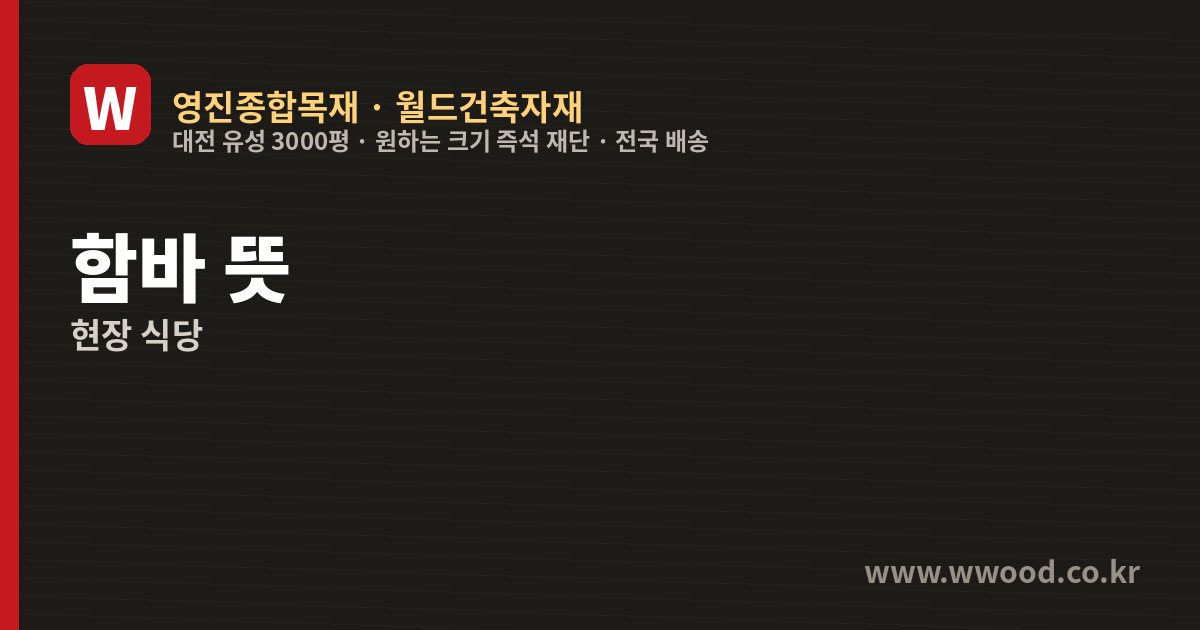 W
영진종합목재 · 월드건축자재
대전 유성 3000평 · 원하는 크기 즉석 재단 · 전국 배송
함바 뜻
현장 식당
www.wwood.co.kr